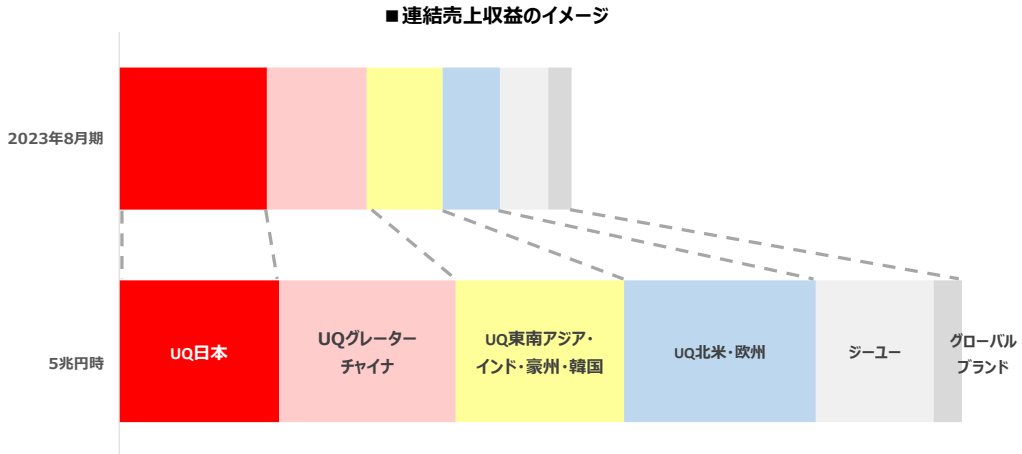 ■連結売上収益のイメージ
2023年8月期
5兆円時
UQ日本
UQグレーター
チャイナ
UQ東南アジア・
インド・豪州・韓国
UQ北米・欧州
ジーユー
グローバル
ブランド